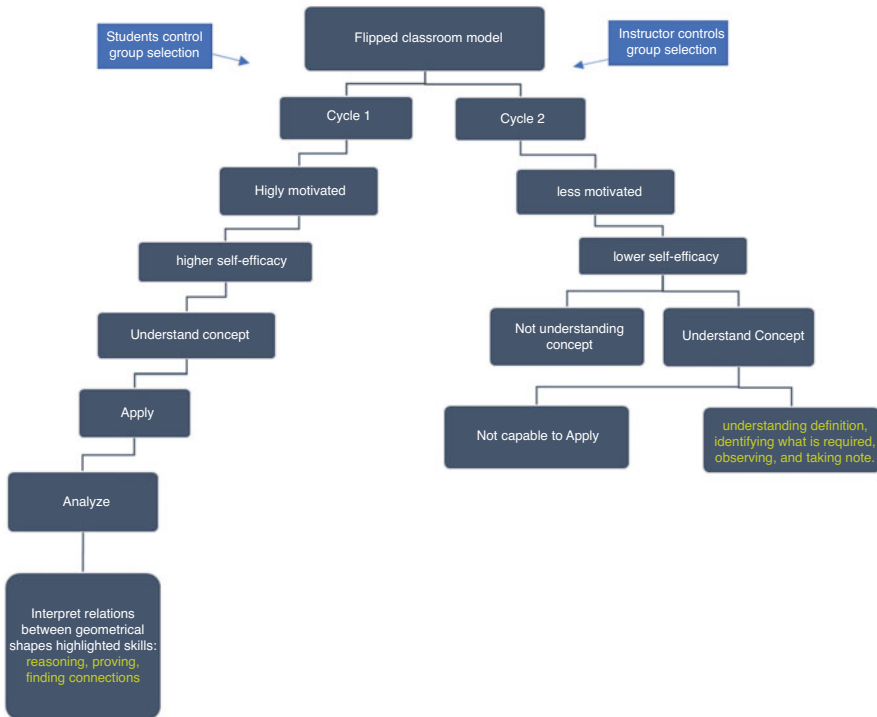 Students control
group selection
Flipped classroom model
Instructor controls
group selection
Cycle 1
Cycle 2
Higly motivated
less motivated
higher self-efficacy
lower self-efficacy
Understand concept
Not understanding
concept
Understand Concept
Apply
Not capable to Apply
understanding definition,
identifying what is required,
observing, and taking note.
Analyze
Interpret relations
between geometrical
shapes highlighted skills:
reasoning, proving,
finding connections